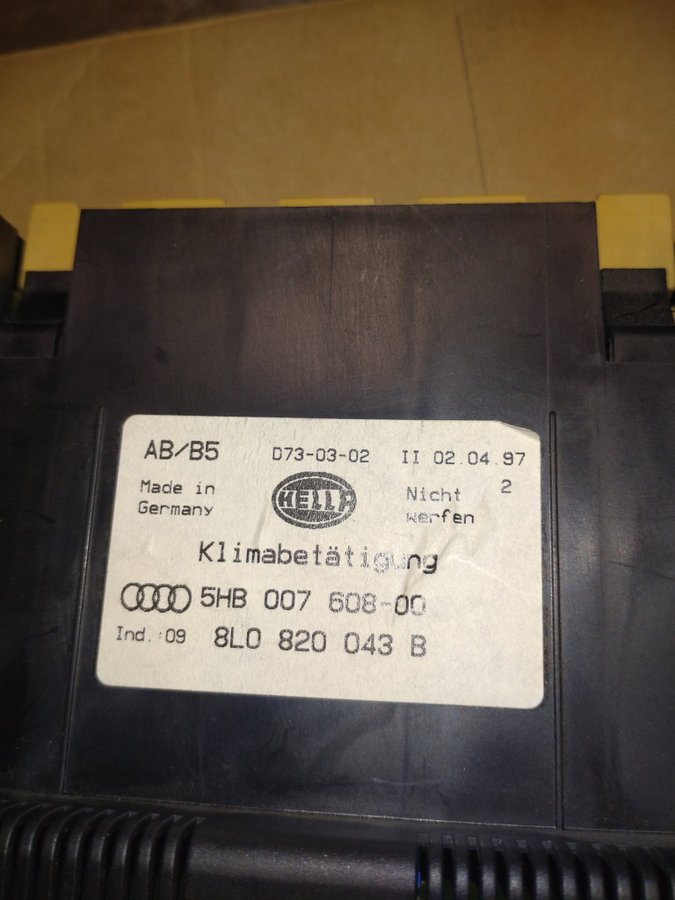 AB/B5 D73-03-02 II 02.04.97
Made in Germany
HELLA
Nicht werfen
2
Klimabetätigung
5HB 007 608-00
Ind.:09 8L0 820 043 B